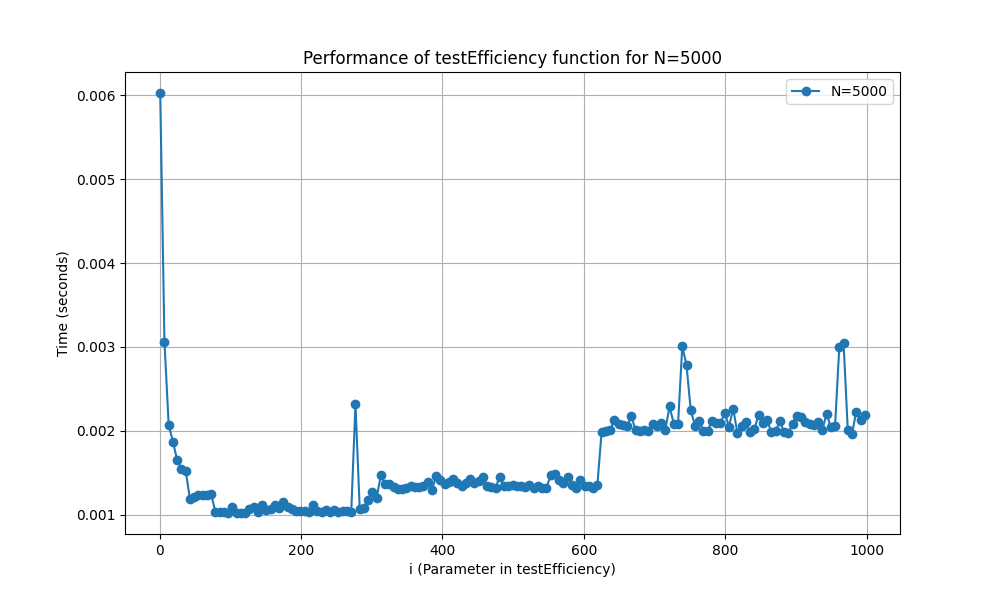 Performance of testEfficiency function for N=5000
N=5000
Time (seconds)
0.006
0.005
0.004
0.003
0.002
0.001
0 200 400 600 800 1000
i (Parameter in testEfficiency)